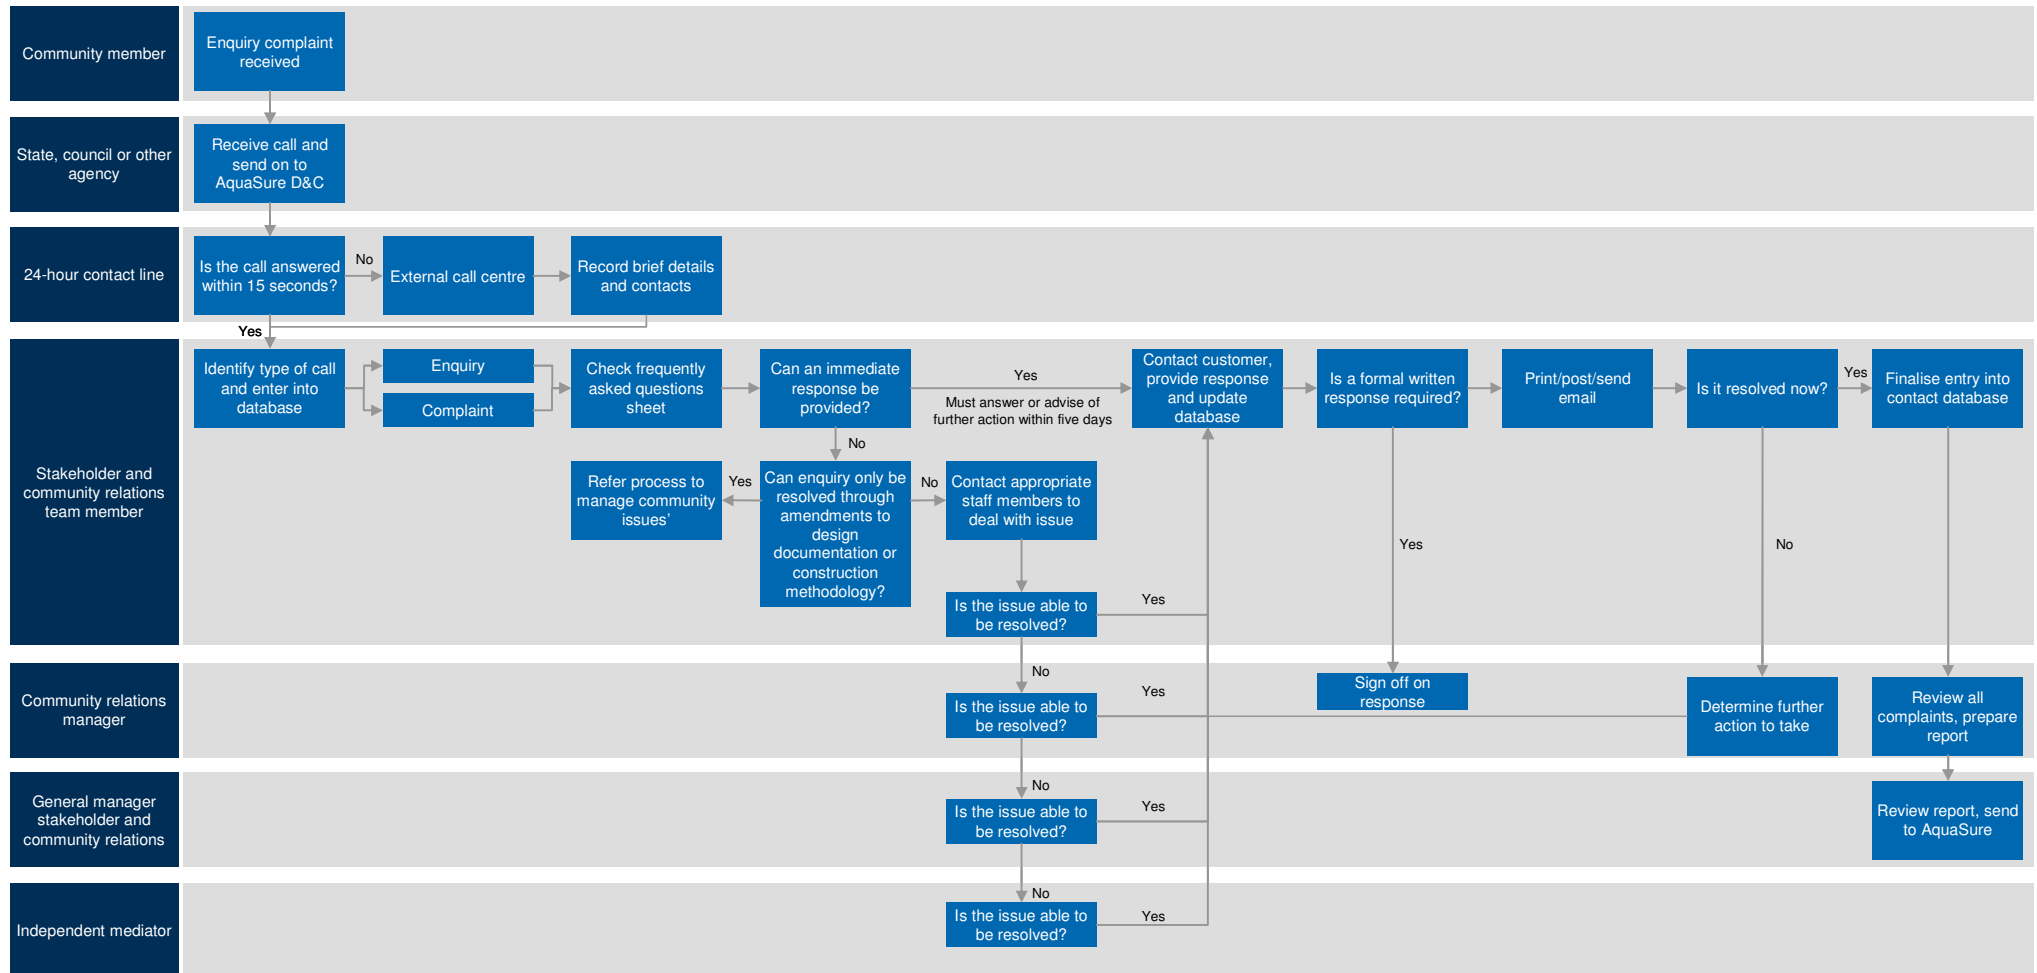 Community member
Enquiry complaint
received
State, council or other
agency
Receive call and
send on to
AquaSure D&C
24-hour contact line
Is the call answered
within 15 seconds?
No
External call centre
Record brief details
and contacts
Yes
Stakeholder and
community relations
team member
Identify type of call
and enter into
database
Enquiry
Complaint
Check frequently
asked questions
sheet
Can an immediate
response be
provided?
Yes
Must answer or advise of
further action within five days
Contact customer,
provide response
and update
database
Is a formal written
response required?
Print/post/send
email
Is it resolved now?
Yes
Finalise entry into
contact database
No
Refer process to
manage community
issues’
Yes
Can enquiry only be
resolved through
amendments to
design
documentation or
construction
methodology?
No
Contact appropriate
staff members to
deal with issue
Yes
No
Is the issue able to
be resolved?
Yes
No
Community relations
manager
Is the issue able to
be resolved?
Yes
Sign off on
response
Determine further
action to take
Review all
complaints, prepare
report
No
General manager
stakeholder and
community relations
Is the issue able to
be resolved?
Yes
Review report, send
to AquaSure
No
Independent mediator
Is the issue able to
be resolved?
Yes